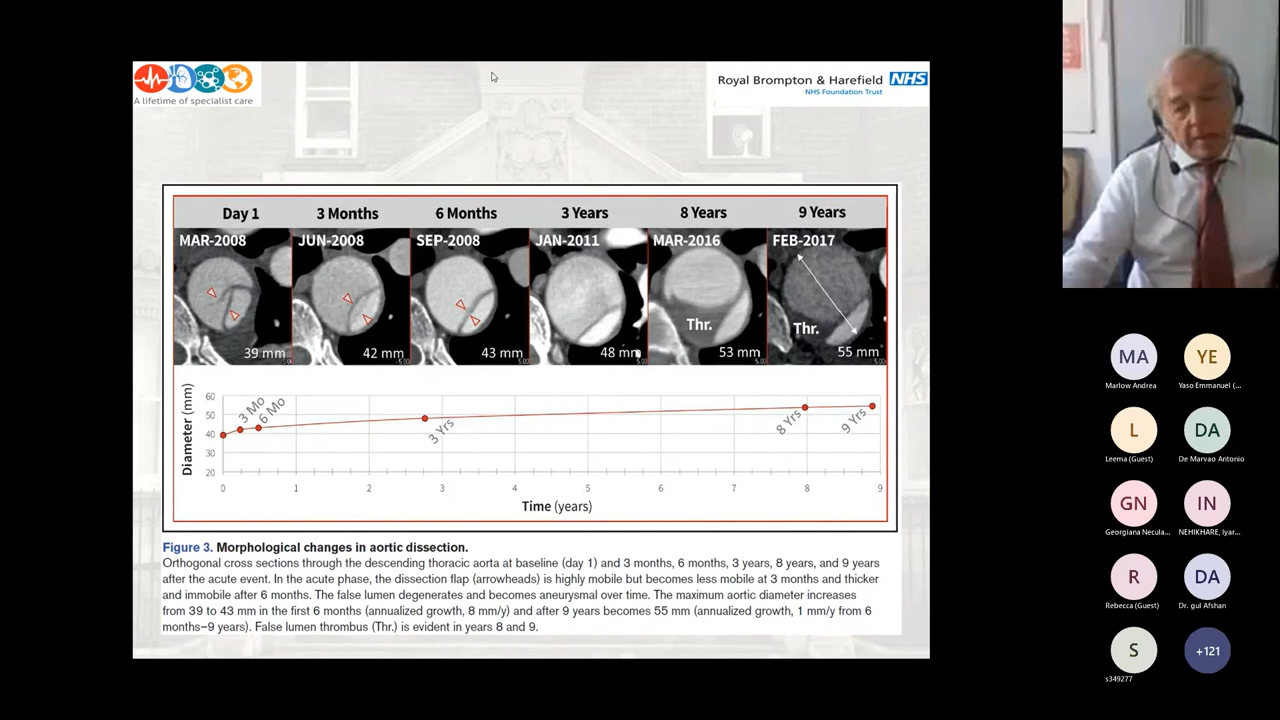 A lifetime of specialist care
Royal Brompton & Harefield NHS
NHS Foundation Trust
Day 1 3 Months 6 Months 3 Years 8 Years 9 Years
MAR-2008 JUN-2008 SEP-2008 JAN-2011 MAR-2016 FEB-2017
Thr. Thr.
39 mm 42 mm 43 mm 48 mm 53 mm 55 mm
Diameter (mm)
60
50
40
30
20
3 Mo 6 Mo 3 Yrs 8 Yrs 9 Yrs
0 1 2 3 4 5 6 7 8 9
Time (years)
Figure 3. Morphological changes in aortic dissection.
Orthogonal cross sections through the descending thoracic aorta at baseline (day 1) and 3 months, 6 months, 3 years, 8 years, and 9 years
after the acute event. In the acute phase, the dissection flap (arrowheads) is highly mobile but becomes less mobile at 3 months and thicker
and immobile after 6 months. The false lumen degenerates and becomes aneurysmal over time. The maximum aortic diameter increases
from 39 to 43 mm in the first 6 months (annualized growth, 8 mm/y) and after 9 years becomes 55 mm (annualized growth, 1 mm/y from 6
months–9 years). False lumen thrombus (Thr.) is evident in years 8 and 9.
MA YE
Marlow Andrea Yaso Emmanuel (...
L DA
Leema (Guest) De Marvao Antonio
GN IN
Georgiana Necula... NEHIKHARE, Iyar...
R DA
Rebecca (Guest) Dr. gul Afshan
S +121
s349277